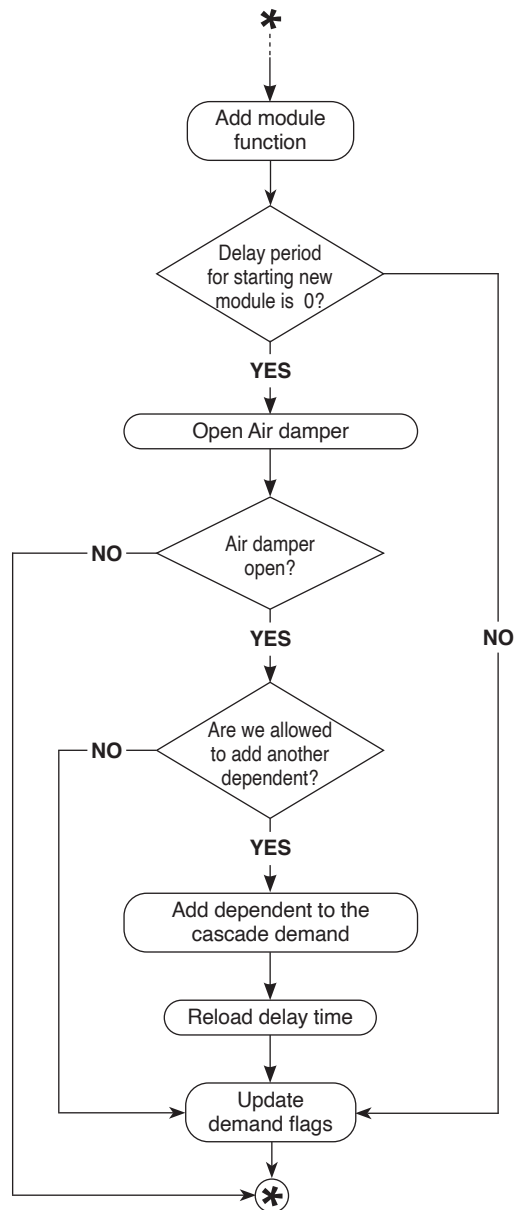 *
Add module
function
Delay period
for starting new
module is 0?
YES
Open Air damper
NO
Air damper
open?
YES
NO
Are we allowed
to add another
dependent?
NO
YES
Add dependent to the
cascade demand
Reload delay time
Update
demand flags
*